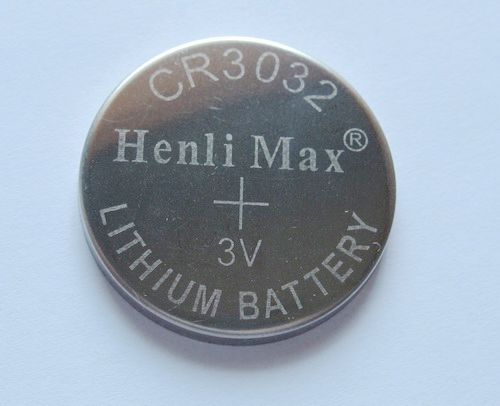 CR3032
Henli Max®
+
3V
LITHIUM BATTERY